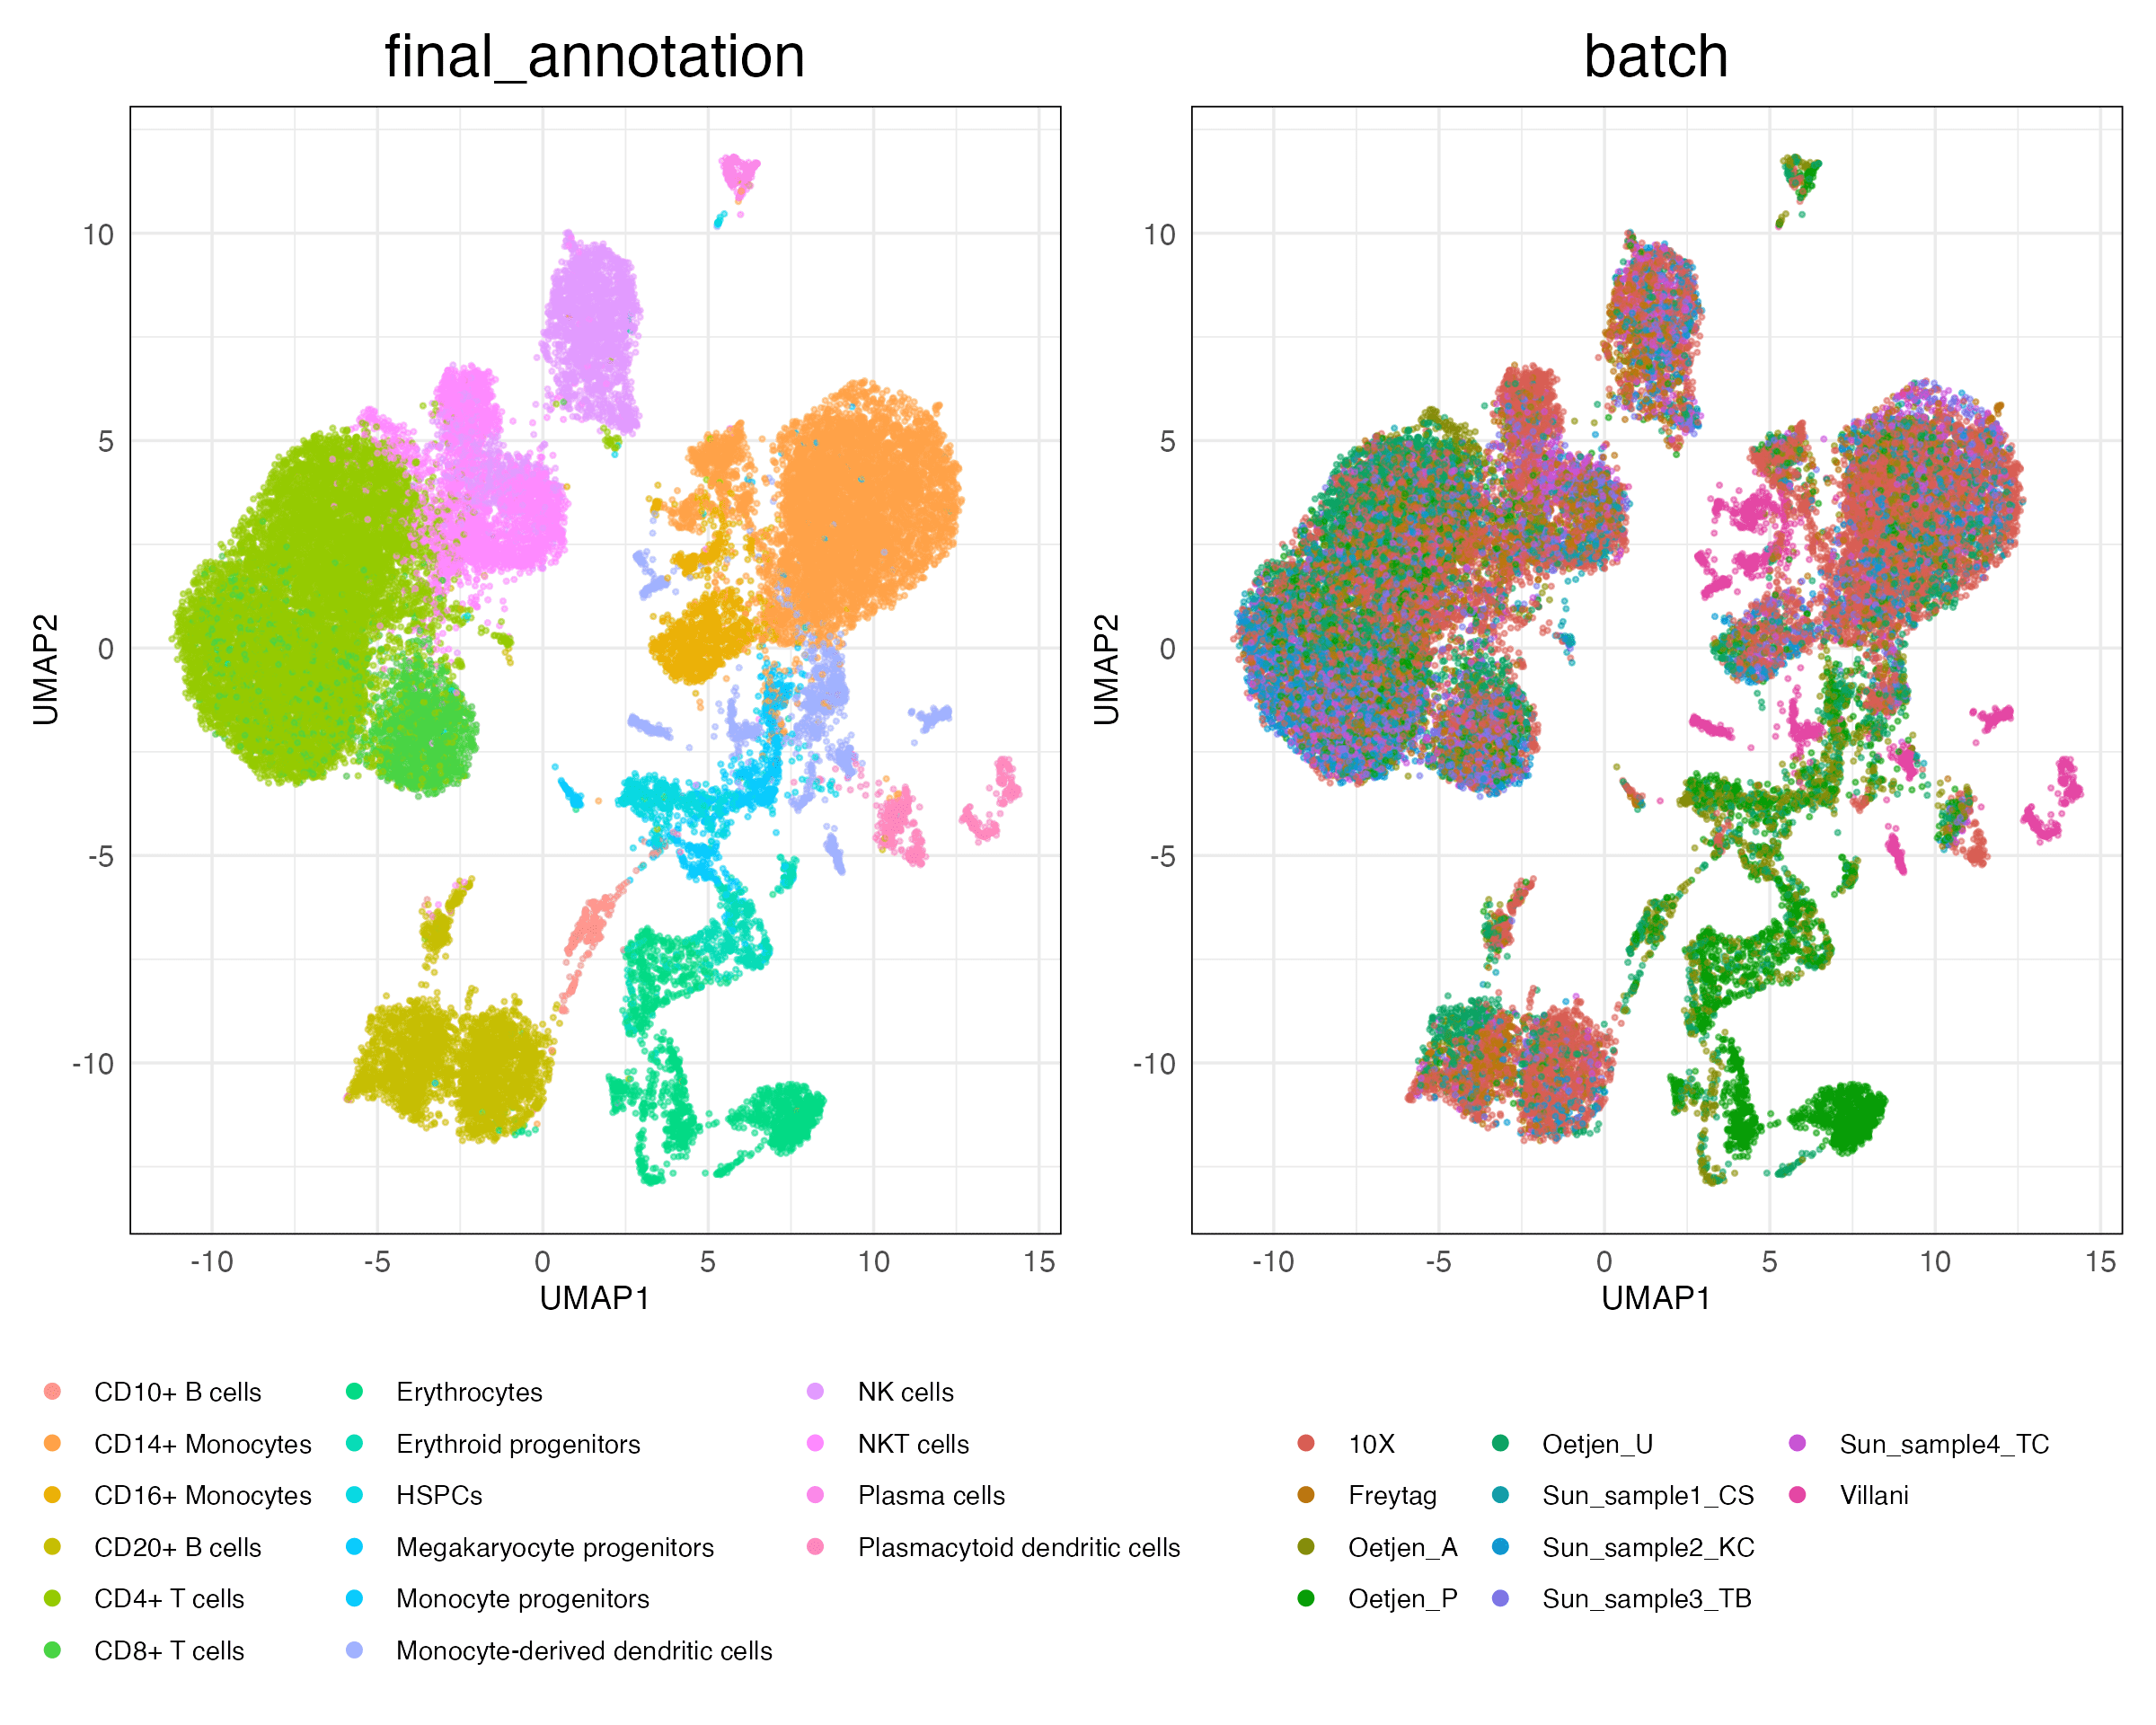 final_annotation
batch
10
5
0
-5
-10
UMAP2
-10
-5
0
5
10
15
UMAP1
10
5
0
-5
-10
UMAP2
-10
-5
0
5
10
15
UMAP1
CD10+ B cells
CD14+ Monocytes
CD16+ Monocytes
CD20+ B cells
CD4+ T cells
CD8+ T cells
Erythrocytes
Erythroid progenitors
HSPCs
Megakaryocyte progenitors
Monocyte progenitors
Monocyte-derived dendritic cells
NK cells
NKT cells
Plasma cells
Plasmacytoid dendritic cells
10X
Freytag
Oetjen_A
Oetjen_P
Oetjen_U
Sun_sample1_CS
Sun_sample2_KC
Sun_sample3_TB
Sun_sample4_TC
Villani